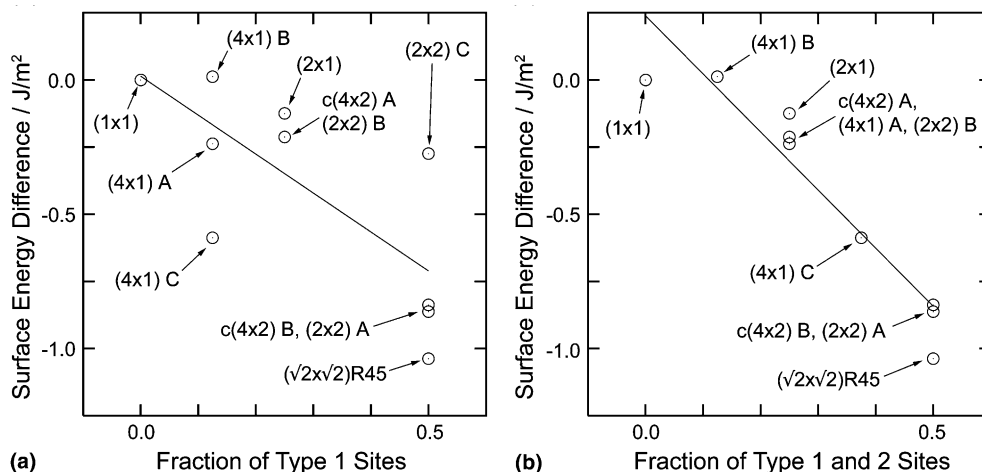 (4x1) B
(2x2) C
(2x1)
c(4x2) A
(2x2) B
(1x1)
(4x1) A
(4x1) C
c(4x2) B, (2x2) A
(√2x√2)R45
0.0
-0.5
-1.0
Surface Energy Difference / J/m²
0.0
0.5
(a)
Fraction of Type 1 Sites
(4x1) B
(2x1)
c(4x2) A,
(4x1) A, (2x2) B
(1x1)
(4x1) C
c(4x2) B, (2x2) A
(√2x√2)R45
0.0
-0.5
-1.0
Surface Energy Difference / J/m²
0.0
0.5
(b)
Fraction of Type 1 and 2 Sites